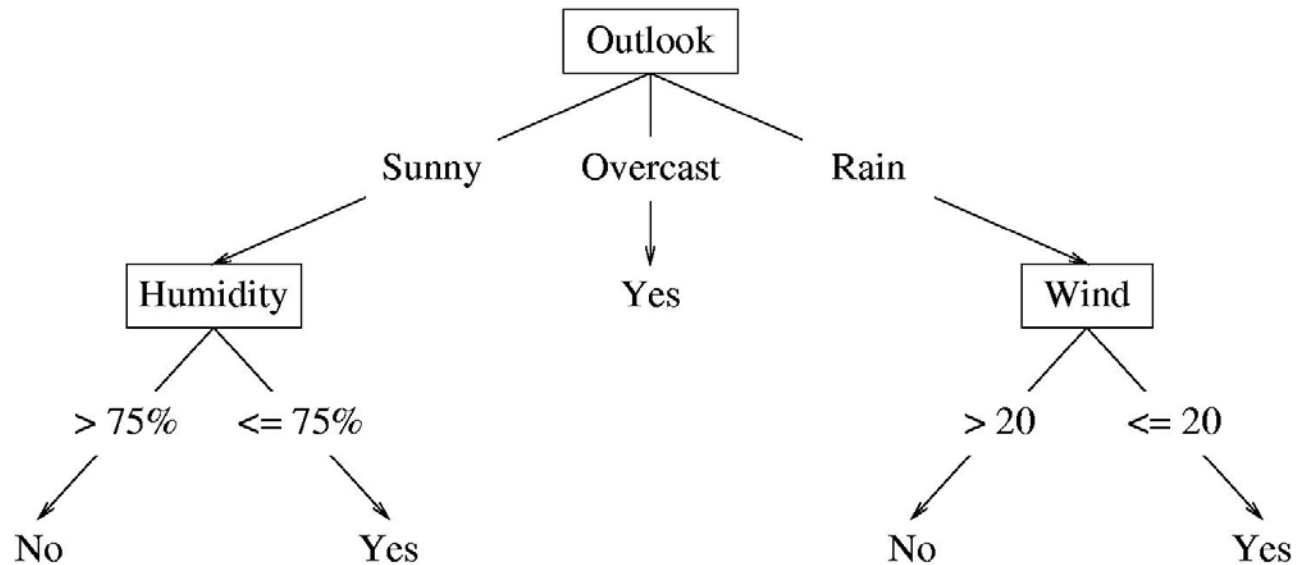 Outlook
Sunny Overcast Rain
Humidity Yes Wind
> 75% <= 75% > 20 <= 20
No Yes No Yes